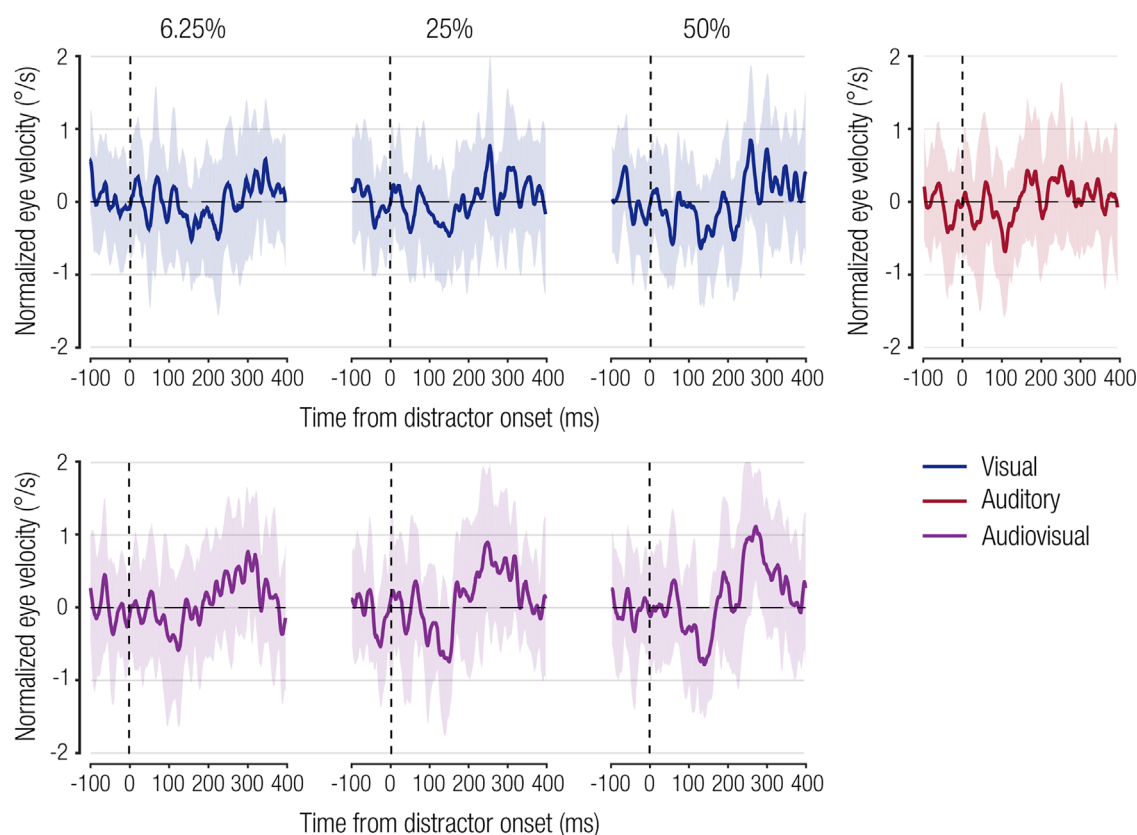 6.25% 25% 50%
Normalized eye velocity (°/s)
2
1
0
-1
-2
-100 0 100 200 300 400
-100 0 100 200 300 400
-100 0 100 200 300 400
Time from distractor onset (ms)
Normalized eye velocity (°/s)
2
1
0
-1
-2
-100 0 100 200 300 400
Normalized eye velocity (°/s)
2
1
0
-1
-2
-100 0 100 200 300 400
-100 0 100 200 300 400
-100 0 100 200 300 400
Time from distractor onset (ms)
Visual
Auditory
Audiovisual